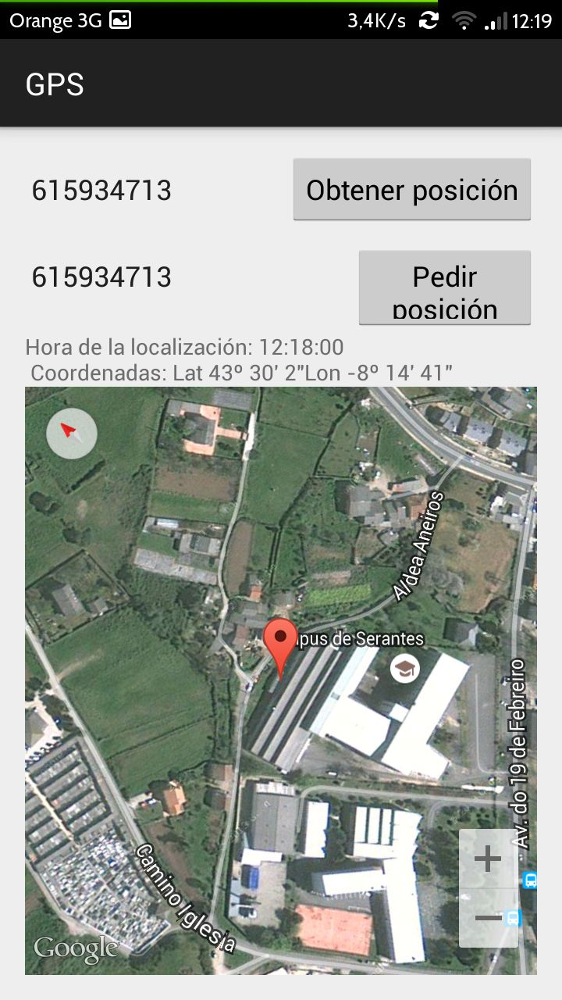 Orange 3G
3,4K/s
12:19
GPS
615934713
Obtener posición
615934713
Pedir
posición
Hora de la localización: 12:18:00
Coordenadas: Lat 43º 30' 2"Lon -8º 14' 41"
Aldea Aneiros
pus de Serantes
Av. do 19 de Febreiro
Camino Iglesia
+
−
Google